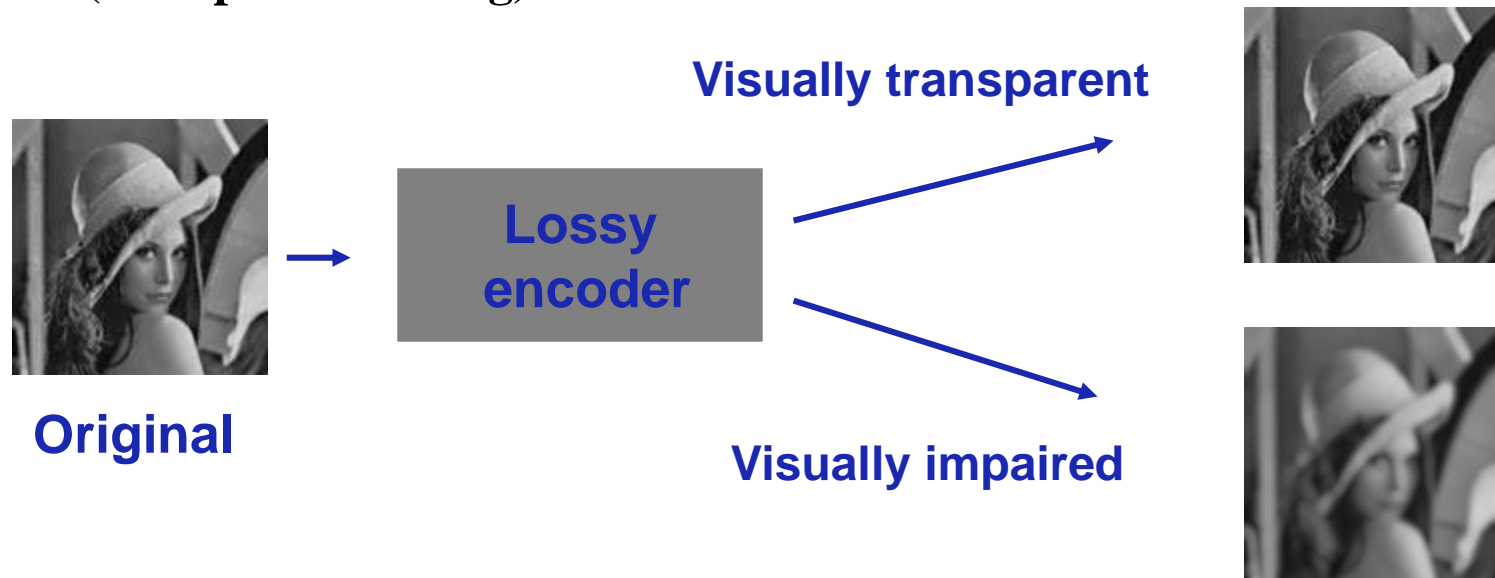 Visually transparent
Lossy
encoder
Original
Visually impaired